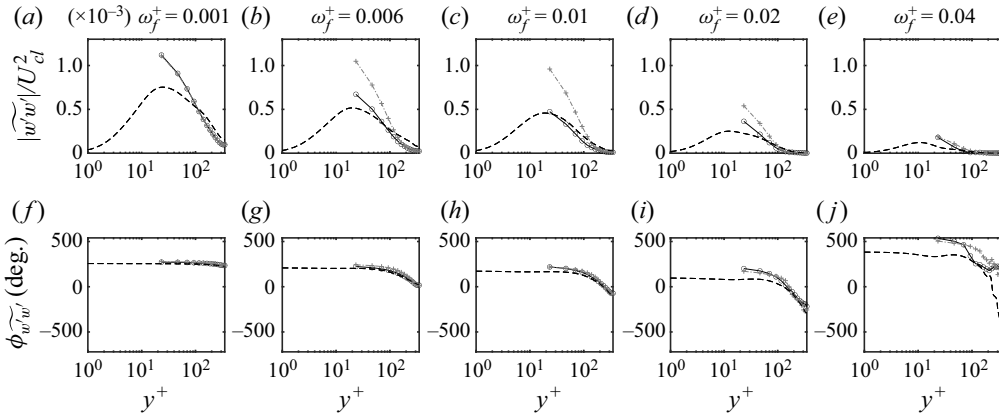 (a) (×10⁻³) ω_f⁺ = 0.001 (b) ω_f⁺ = 0.006 (c) ω_f⁺ = 0.01 (d) ω_f⁺ = 0.02 (e) ω_f⁺ = 0.04
1.0 1.0 1.0 1.0 1.0
|w̃′w′|/U²_cl
0.5 0.5 0.5 0.5 0.5
0 0 0 0 0
10⁰ 10¹ 10² 10⁰ 10¹ 10² 10⁰ 10¹ 10² 10⁰ 10¹ 10² 10⁰ 10¹ 10²
(f) (g) (h) (i) (j)
500 500 500 500 500
ϕ_w̃′w′ (deg.)
0 0 0 0 0
−500 −500 −500 −500 −500
10⁰ 10¹ 10² 10⁰ 10¹ 10² 10⁰ 10¹ 10² 10⁰ 10¹ 10² 10⁰ 10¹ 10²
y⁺ y⁺ y⁺ y⁺ y⁺